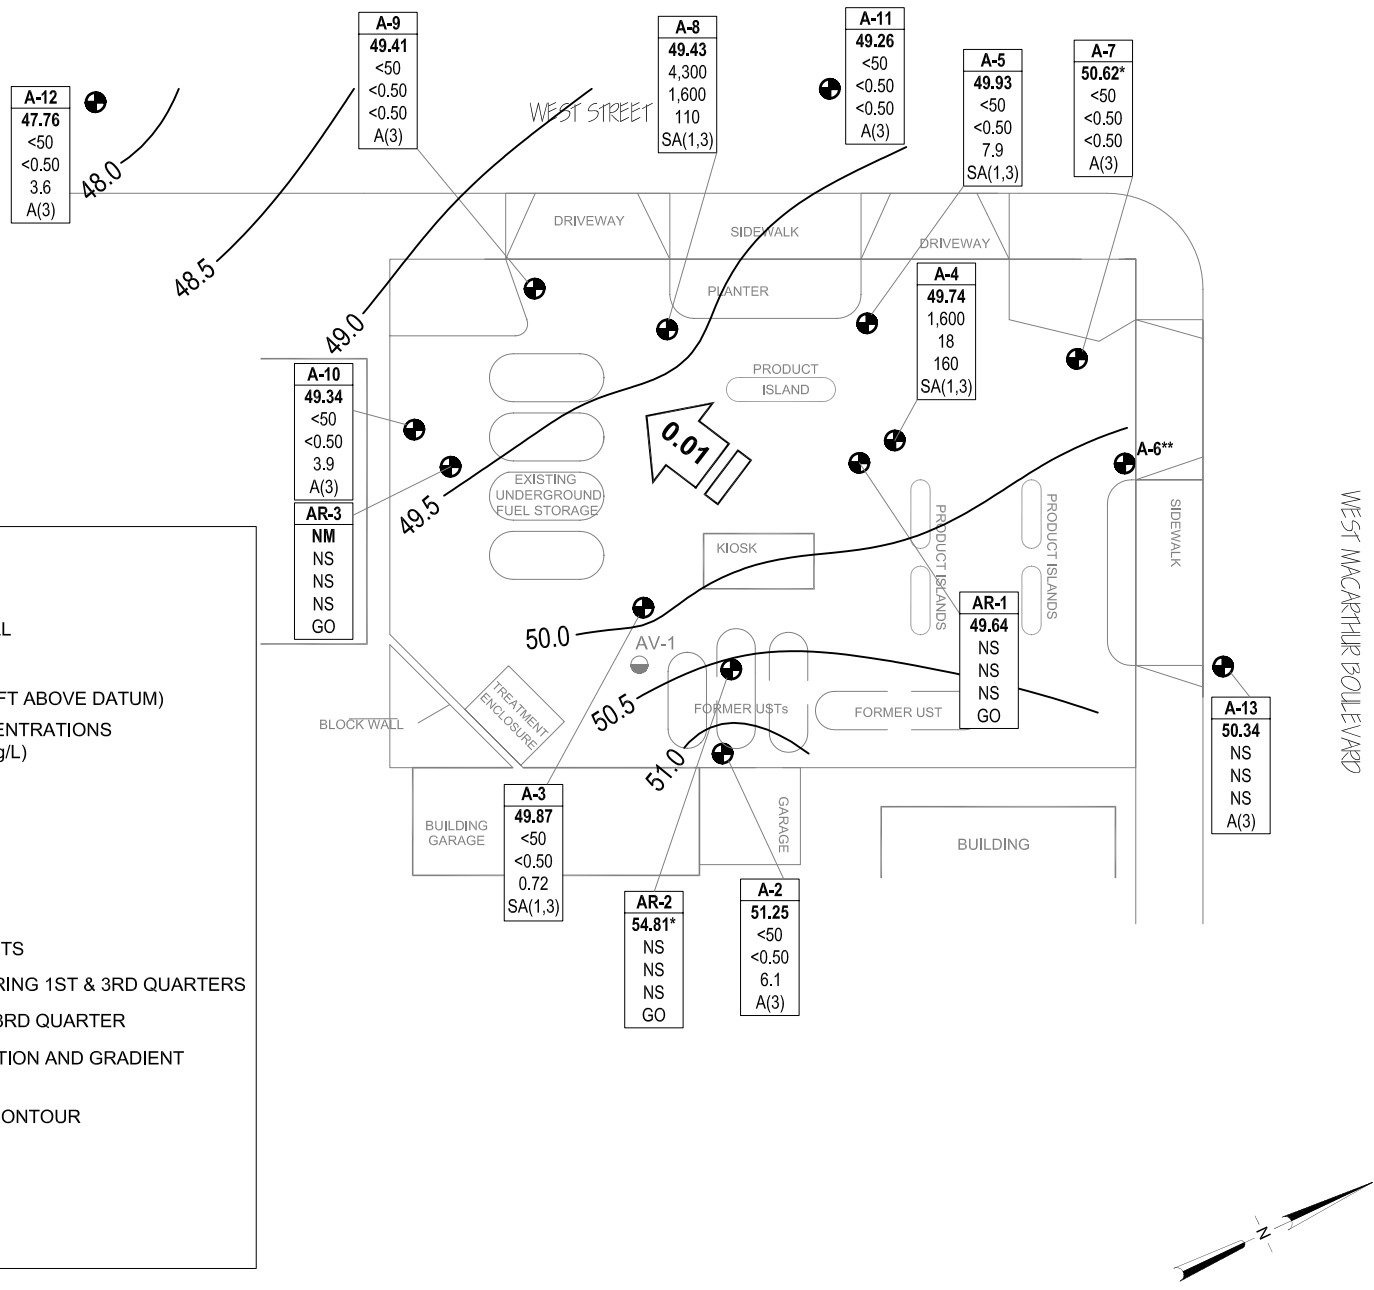 A-9
49.41
<50
<0.50
<0.50
A(3)
A-8
49.43
4,300
1,600
110
SA(1,3)
A-11
49.26
<50
<0.50
<0.50
A(3)
A-5
49.93
<50
<0.50
7.9
SA(1,3)
A-7
50.62*
<50
<0.50
<0.50
A(3)
A-12
47.76
<50
<0.50
3.6
A(3)
WEST STREET
48.0
48.5
49.0
DRIVEWAY
SIDEWALK
DRIVEWAY
PLANTER
A-4
49.74
1,600
18
160
SA(1,3)
A-10
49.34
<50
<0.50
3.9
A(3)
PRODUCT
ISLAND
0.01
A-6**
AR-3
NM
NS
NS
NS
GO
49.5
EXISTING
UNDERGROUND
FUEL STORAGE
KIOSK
PRODUCT ISLANDS
PRODUCT ISLANDS
SIDEWALK
WEST MACARTHUR BOULEVARD
50.0
AV-1
AR-1
49.64
NS
NS
NS
GO
50.5
FORMER USTs
FORMER UST
51.0
BLOCK WALL
TREATMENT
ENCLOSURE
A-13
50.34
NS
NS
NS
A(3)
A-3
49.87
<50
<0.50
0.72
SA(1,3)
BUILDING
GARAGE
GARAGE
BUILDING
AR-2
54.81*
NS
NS
NS
GO
A-2
51.25
<50
<0.50
6.1
A(3)
FT ABOVE DATUM)
ENTRATIONS
g/L)
TS
RING 1ST & 3RD QUARTERS
3RD QUARTER
TION AND GRADIENT
ONTOUR
N